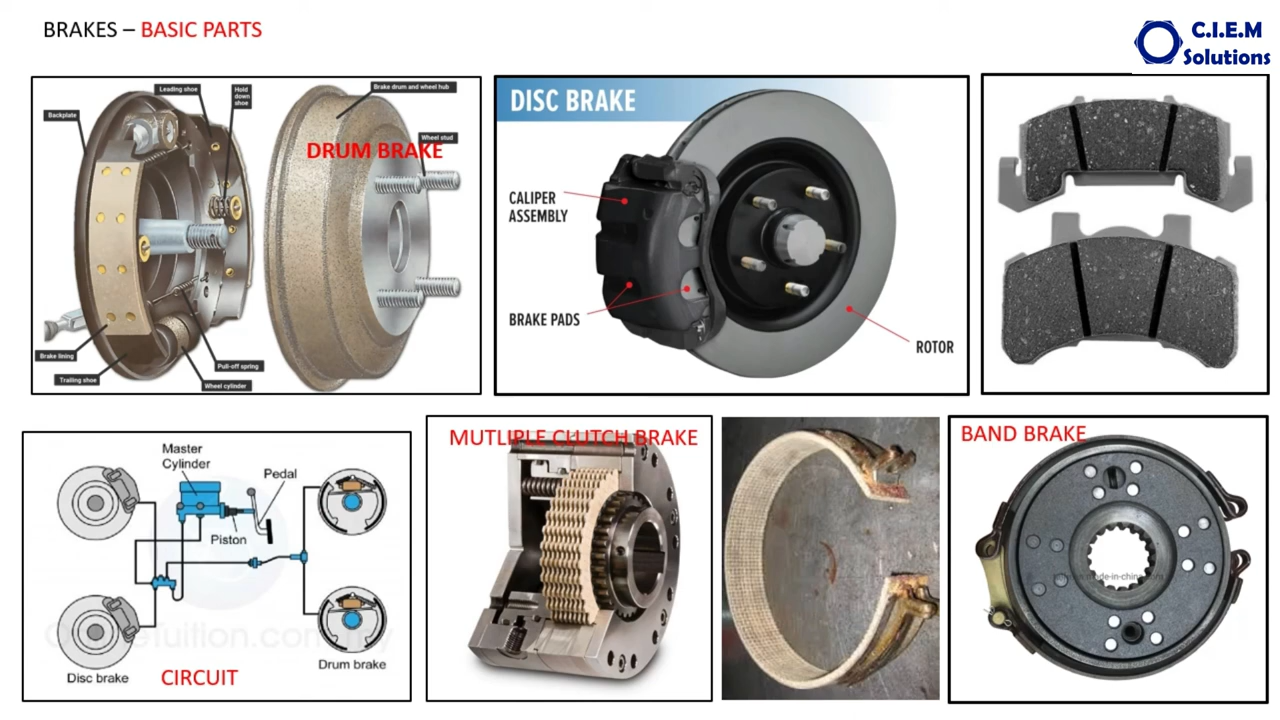 BRAKES – BASIC PARTS
C.I.E.M
Solutions
Leading shoe
Hold
down
shoe
Backplate
Brake drum and wheel hub
Wheel stud
DRUM BRAKE
Brake lining
Trailing shoe
Pull-off spring
Wheel cylinder
DISC BRAKE
CALIPER
ASSEMBLY
BRAKE PADS
ROTOR
Master
Cylinder
Pedal
Piston
Disc brake
Drum brake
CIRCUIT
MUTLIPLE CLUTCH BRAKE
BAND BRAKE